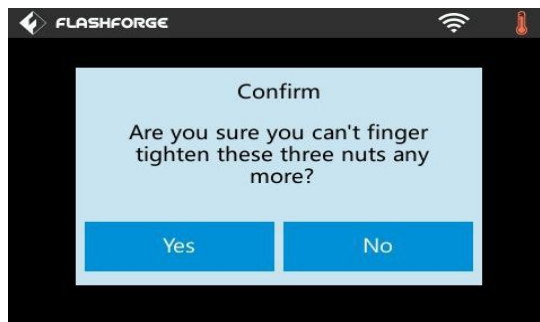 FLASHFORGE
Confirm
Are you sure you can't finger
tighten these three nuts any
more?
Yes
No